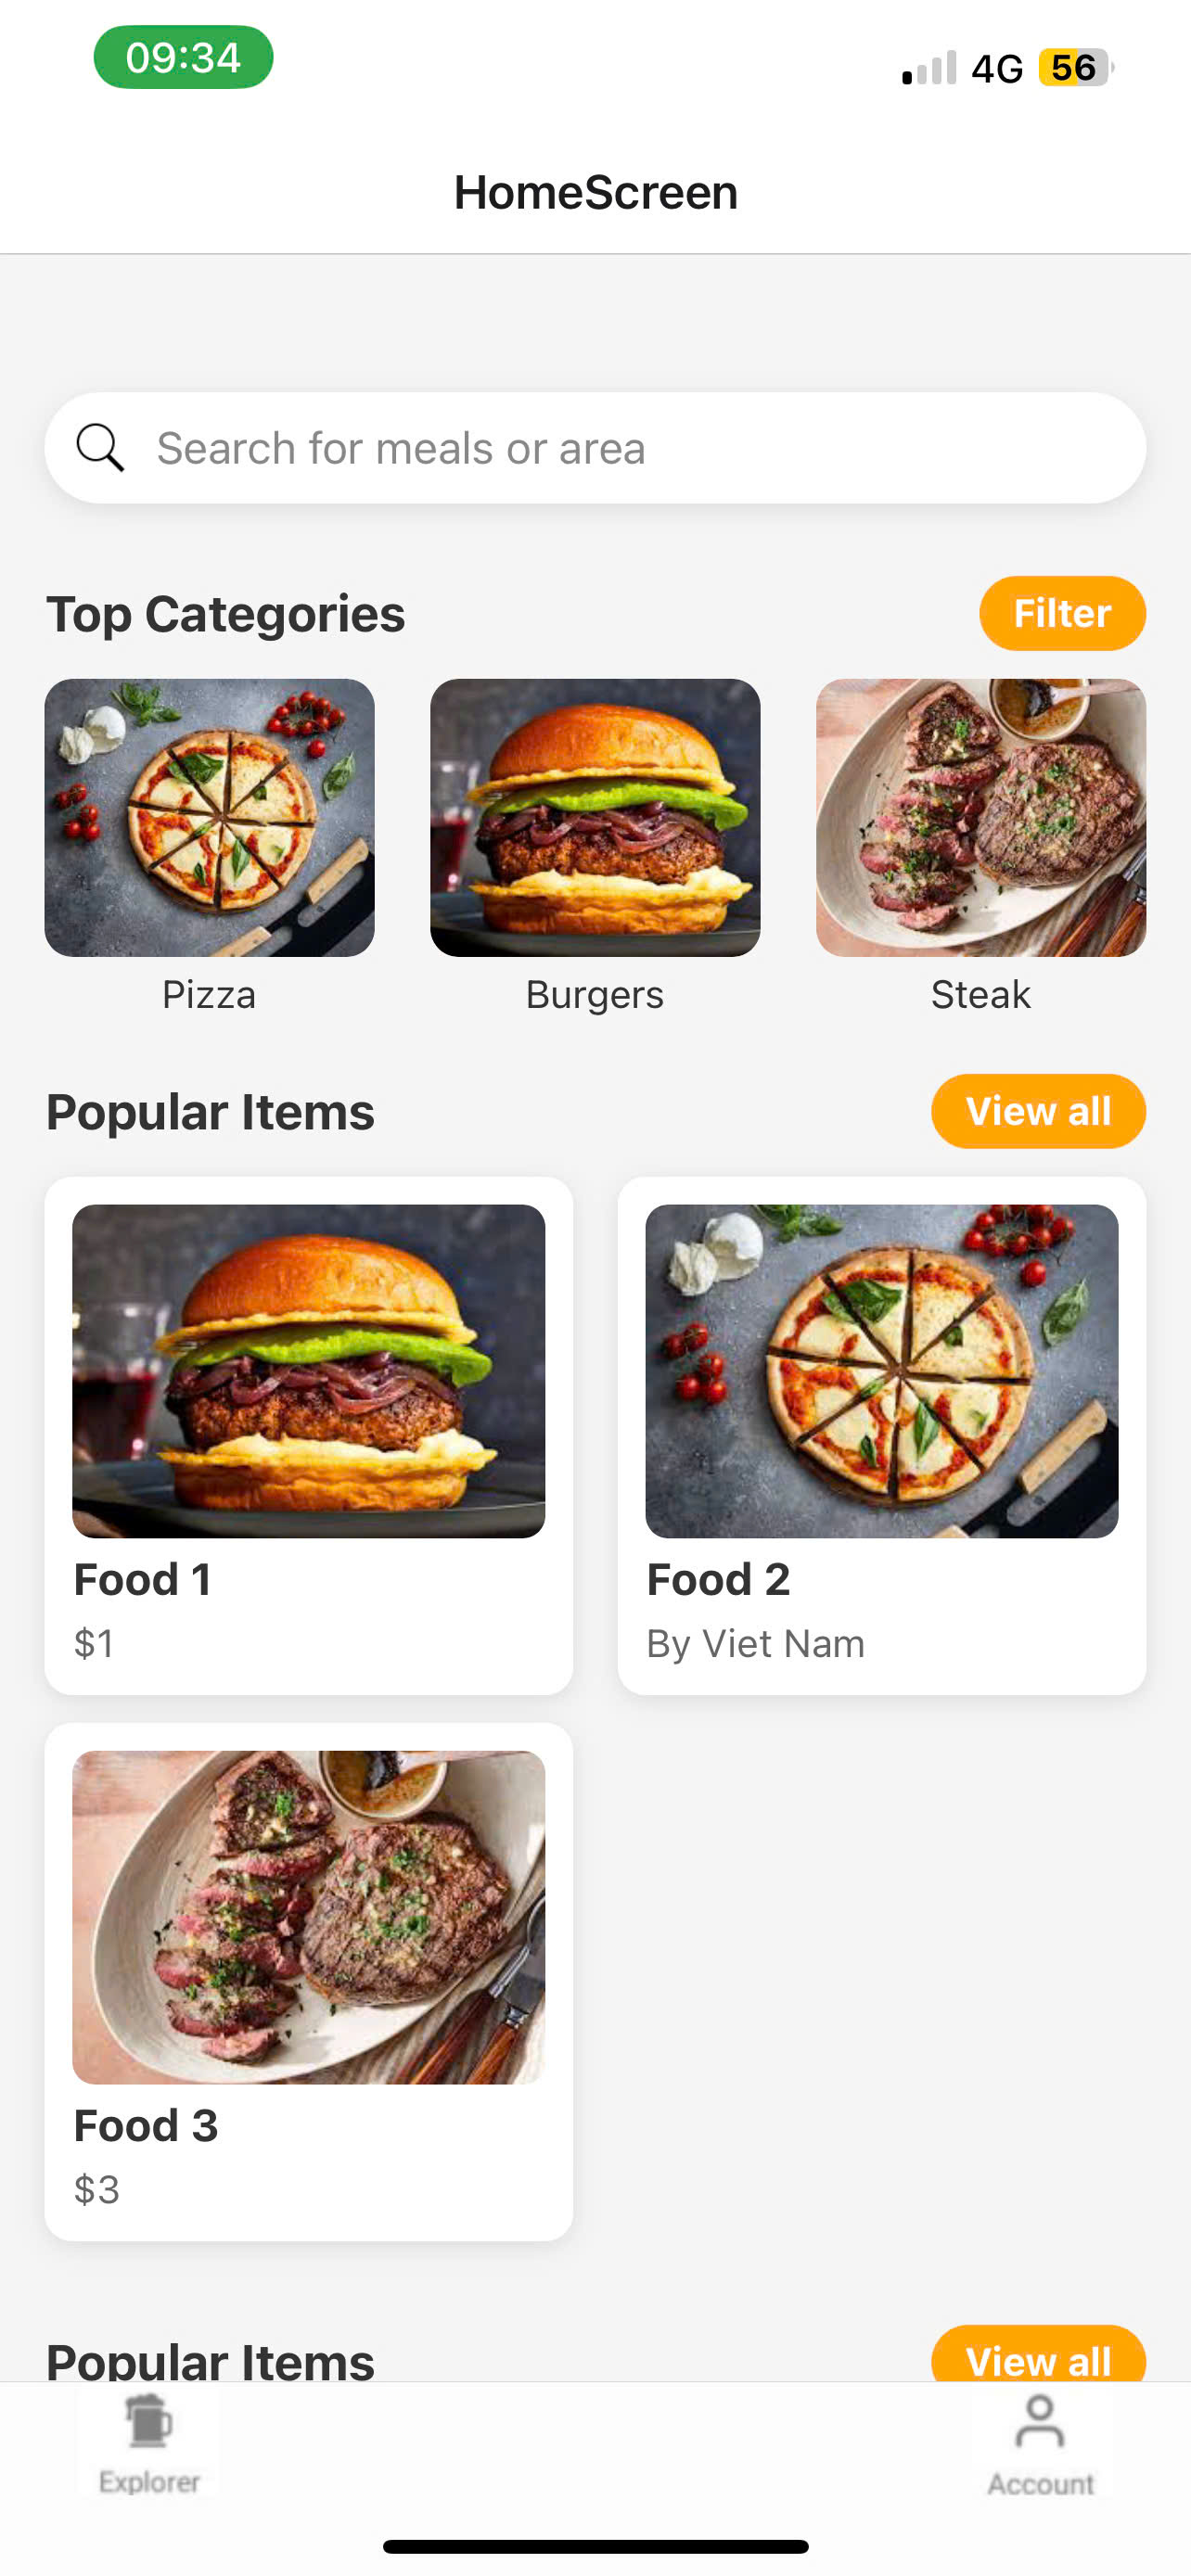 09:34
4G 56
HomeScreen
Search for meals or area
Top Categories
Filter
Pizza
Burgers
Steak
Popular Items
View all
Food 1
$1
Food 2
By Viet Nam
Food 3
$3
Popular Items
View all
Explorer
Account